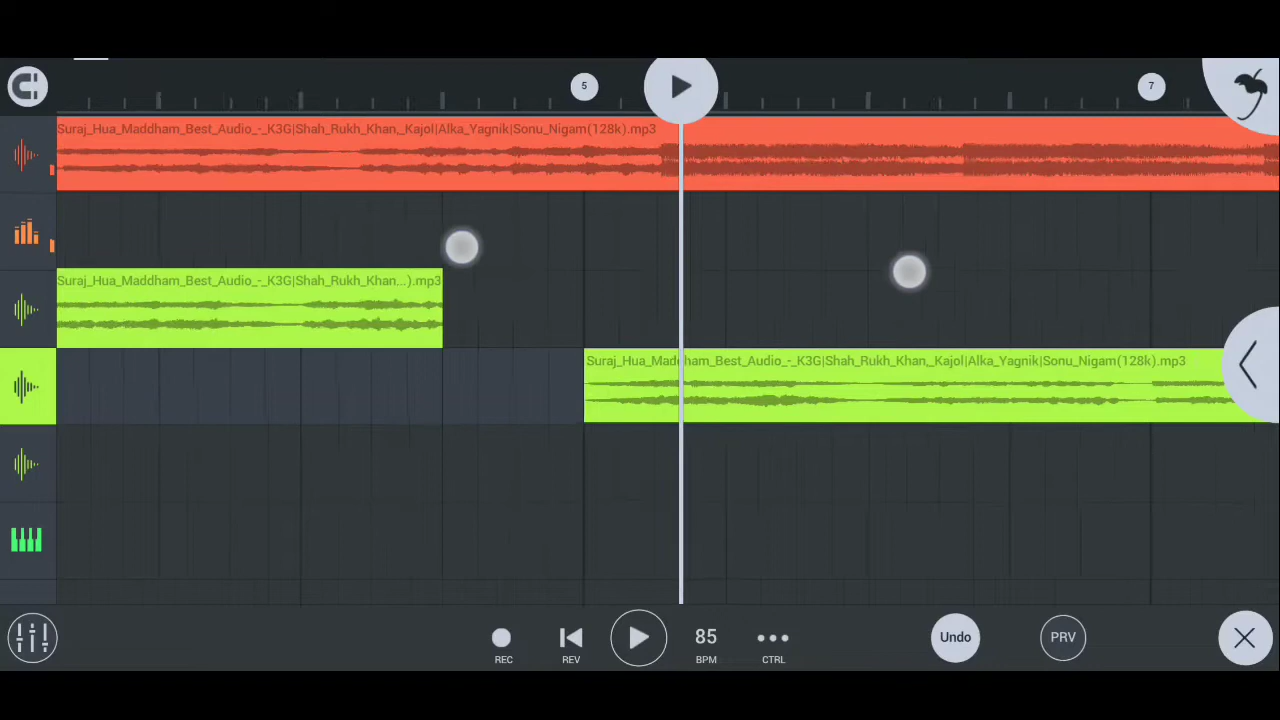 5
7
Suraj_Hua_Maddham_Best_Audio_-_K3G|Shah_Rukh_Khan,_Kajol|Alka_Yagnik|Sonu_Nigam(128k).mp3
Suraj_Hua_Maddham_Best_Audio_-_K3G|Shah_Rukh_Khan...).mp3
Suraj_Hua_Maddham_Best_Audio_-_K3G|Shah_Rukh_Khan,_Kajol|Alka_Yagnik|Sonu_Nigam(128k).mp3
85
Undo
PRV
REC
REV
BPM
CTRL